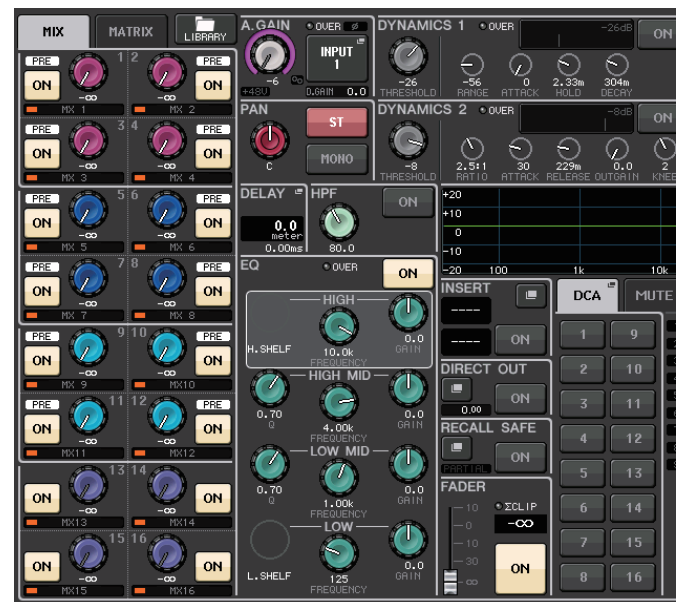 MIX
MATRIX
LIBRARY
PRE 1 2 PRE
ON -∞ -∞ ON
MX 1 MX 2
PRE 3 4 PRE
ON -∞ -∞ ON
MX 3 MX 4
PRE 5 6 PRE
ON -∞ -∞ ON
MX 5 MX 6
PRE 7 8 PRE
ON -∞ -∞ ON
MX 7 MX 8
PRE 9 10 PRE
ON -∞ -∞ ON
MX 9 MX10
PRE 11 12 PRE
ON -∞ -∞ ON
MX11 MX12
13 14
ON -∞ -∞ ON
MX13 MX14
15 16
ON -∞ -∞ ON
MX15 MX16
A.GAIN OVER ø
INPUT
1
-6
+48V D.GAIN 0.0
PAN
ST
MONO
C
DYNAMICS 1 OVER -26dB ON
-26 -56 0 2.33m 304m
THRESHOLD RANGE ATTACK HOLD DECAY
DYNAMICS 2 OVER -8dB ON
-8 2.5:1 30 229m 0.0 2
THRESHOLD RATIO ATTACK RELEASE OUTGAIN KNEE
DELAY
0.0
meter
0.00ms
HPF
ON
80.0
+20
+10
0
-10
-20 100 1k 10k
EQ OVER ON
HIGH
H.SHELF 10.0k 0.0
FREQUENCY GAIN
HIGH MID
0.70 4.00k 0.0
Q FREQUENCY GAIN
LOW MID
0.70 1.00k 0.0
Q FREQUENCY GAIN
LOW
L.SHELF 125 0.0
FREQUENCY GAIN
INSERT
----
---- ON
DIRECT OUT
0.00 ON
RECALL SAFE
PARTIAL ON
FADER
10 ΣCLIP
0 -∞
10
30
∞
ON
DCA
MUTE
1 9
2 10
3 11
4 12
5 13
6 14
7 15
8 16